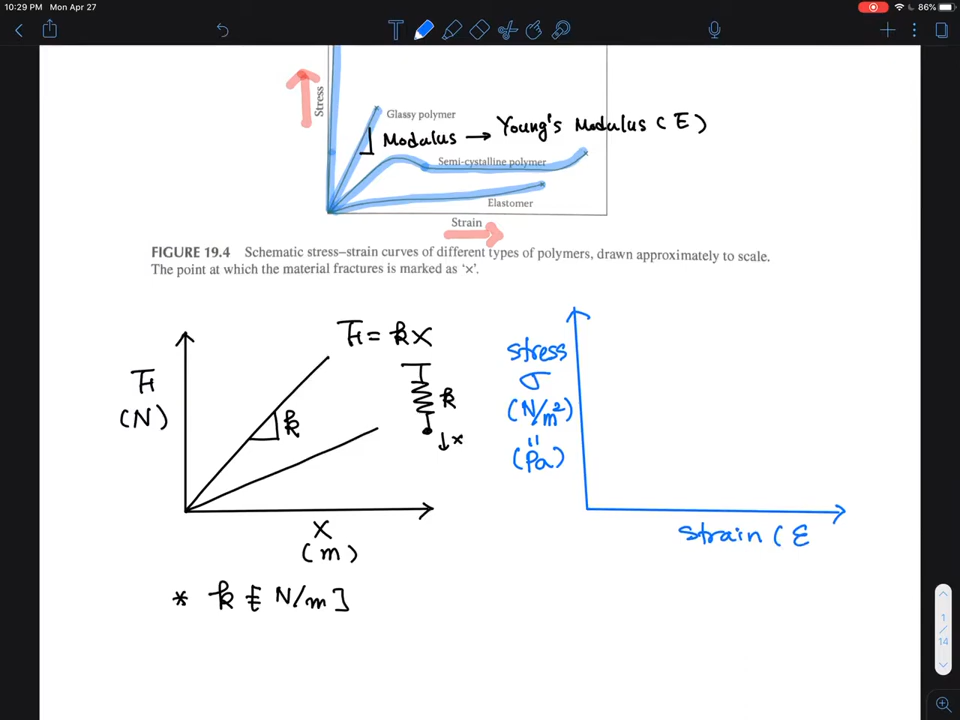 10:29 PM Mon Apr 27
86%
T
Stress
Glassy polymer
Modulus → Young's Modulus (E)
Semi-cystalline polymer
Elastomer
Strain
FIGURE 19.4 Schematic stress–strain curves of different types of polymers, drawn approximately to scale.
The point at which the material fractures is marked as ‘×’.
F = kx
F
(N)
k
k
↓x
x
(m)
* k [N/m]
stress
σ
(N/m²)
=
(Pa)
strain (ε
1
/
14